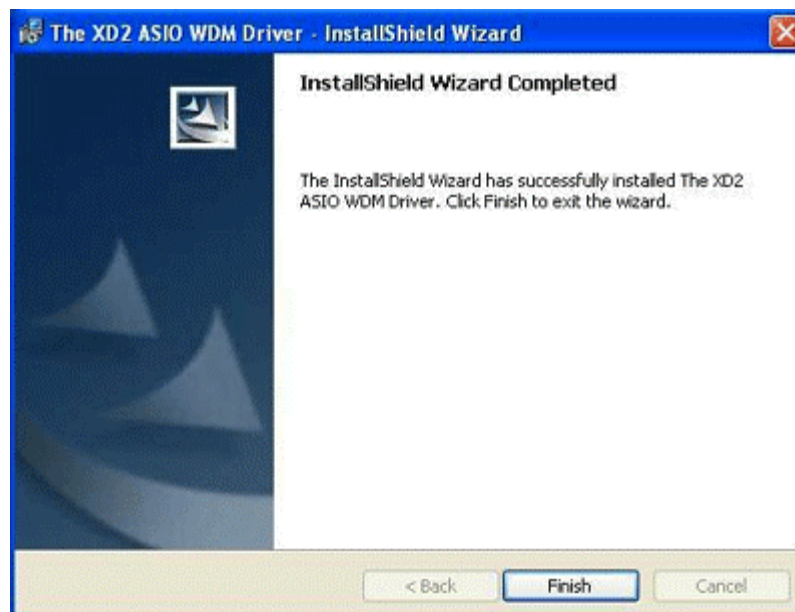 The XD2 ASIO WDM Driver - InstallShield Wizard
InstallShield Wizard Completed
The InstallShield Wizard has successfully installed The XD2
ASIO WDM Driver. Click Finish to exit the wizard.
< Back Finish Cancel